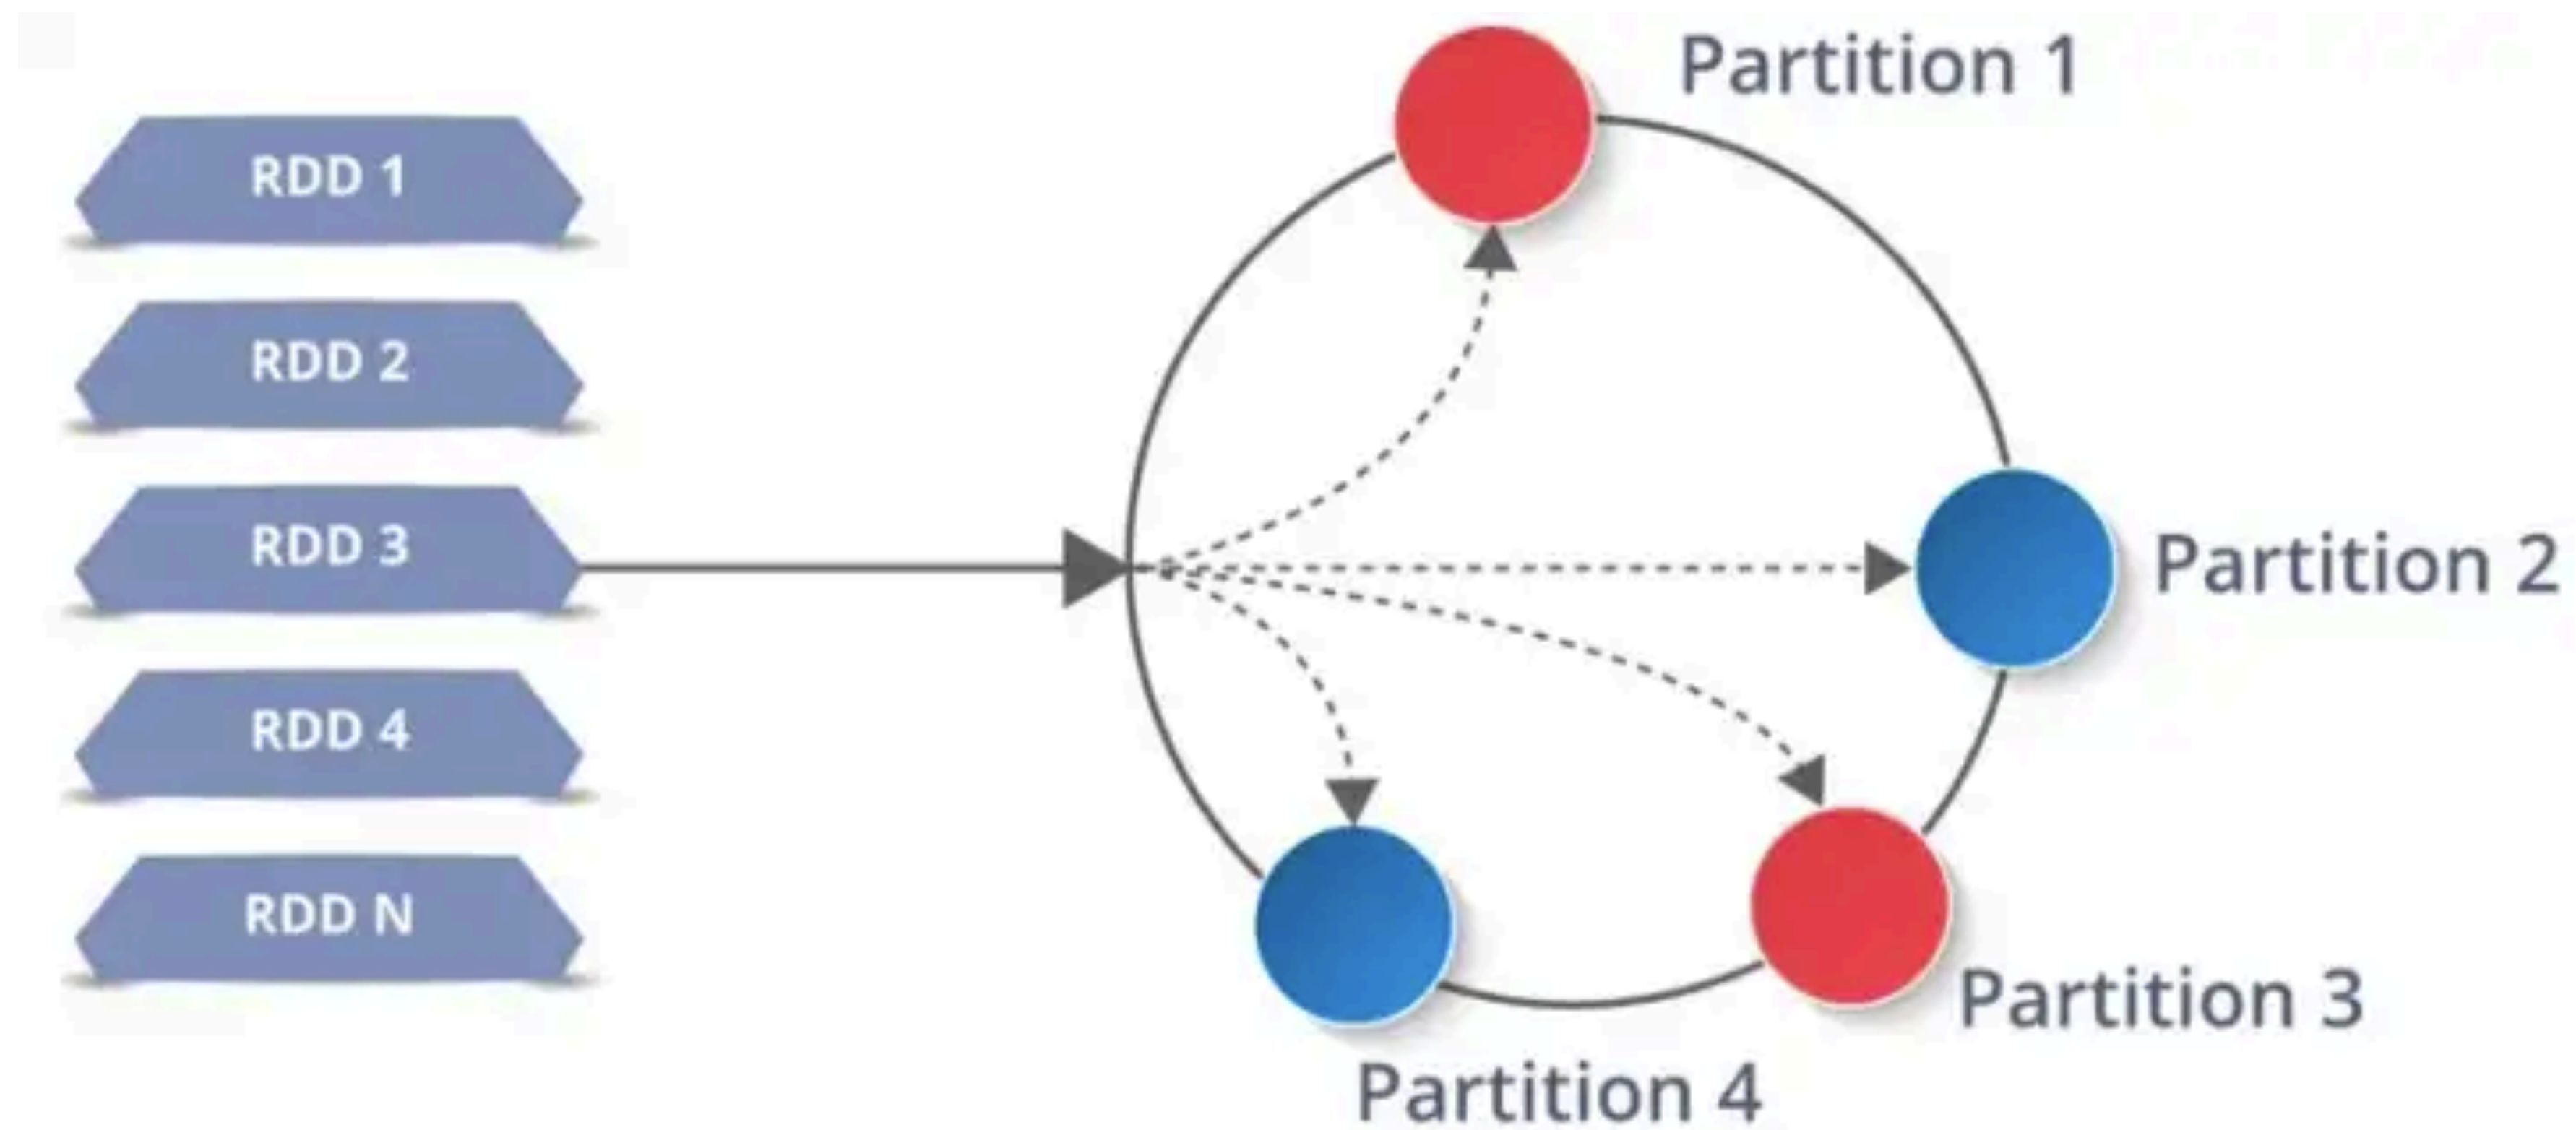 RDD 1
RDD 2
RDD 3
RDD 4
RDD N
Partition 1
Partition 2
Partition 3
Partition 4